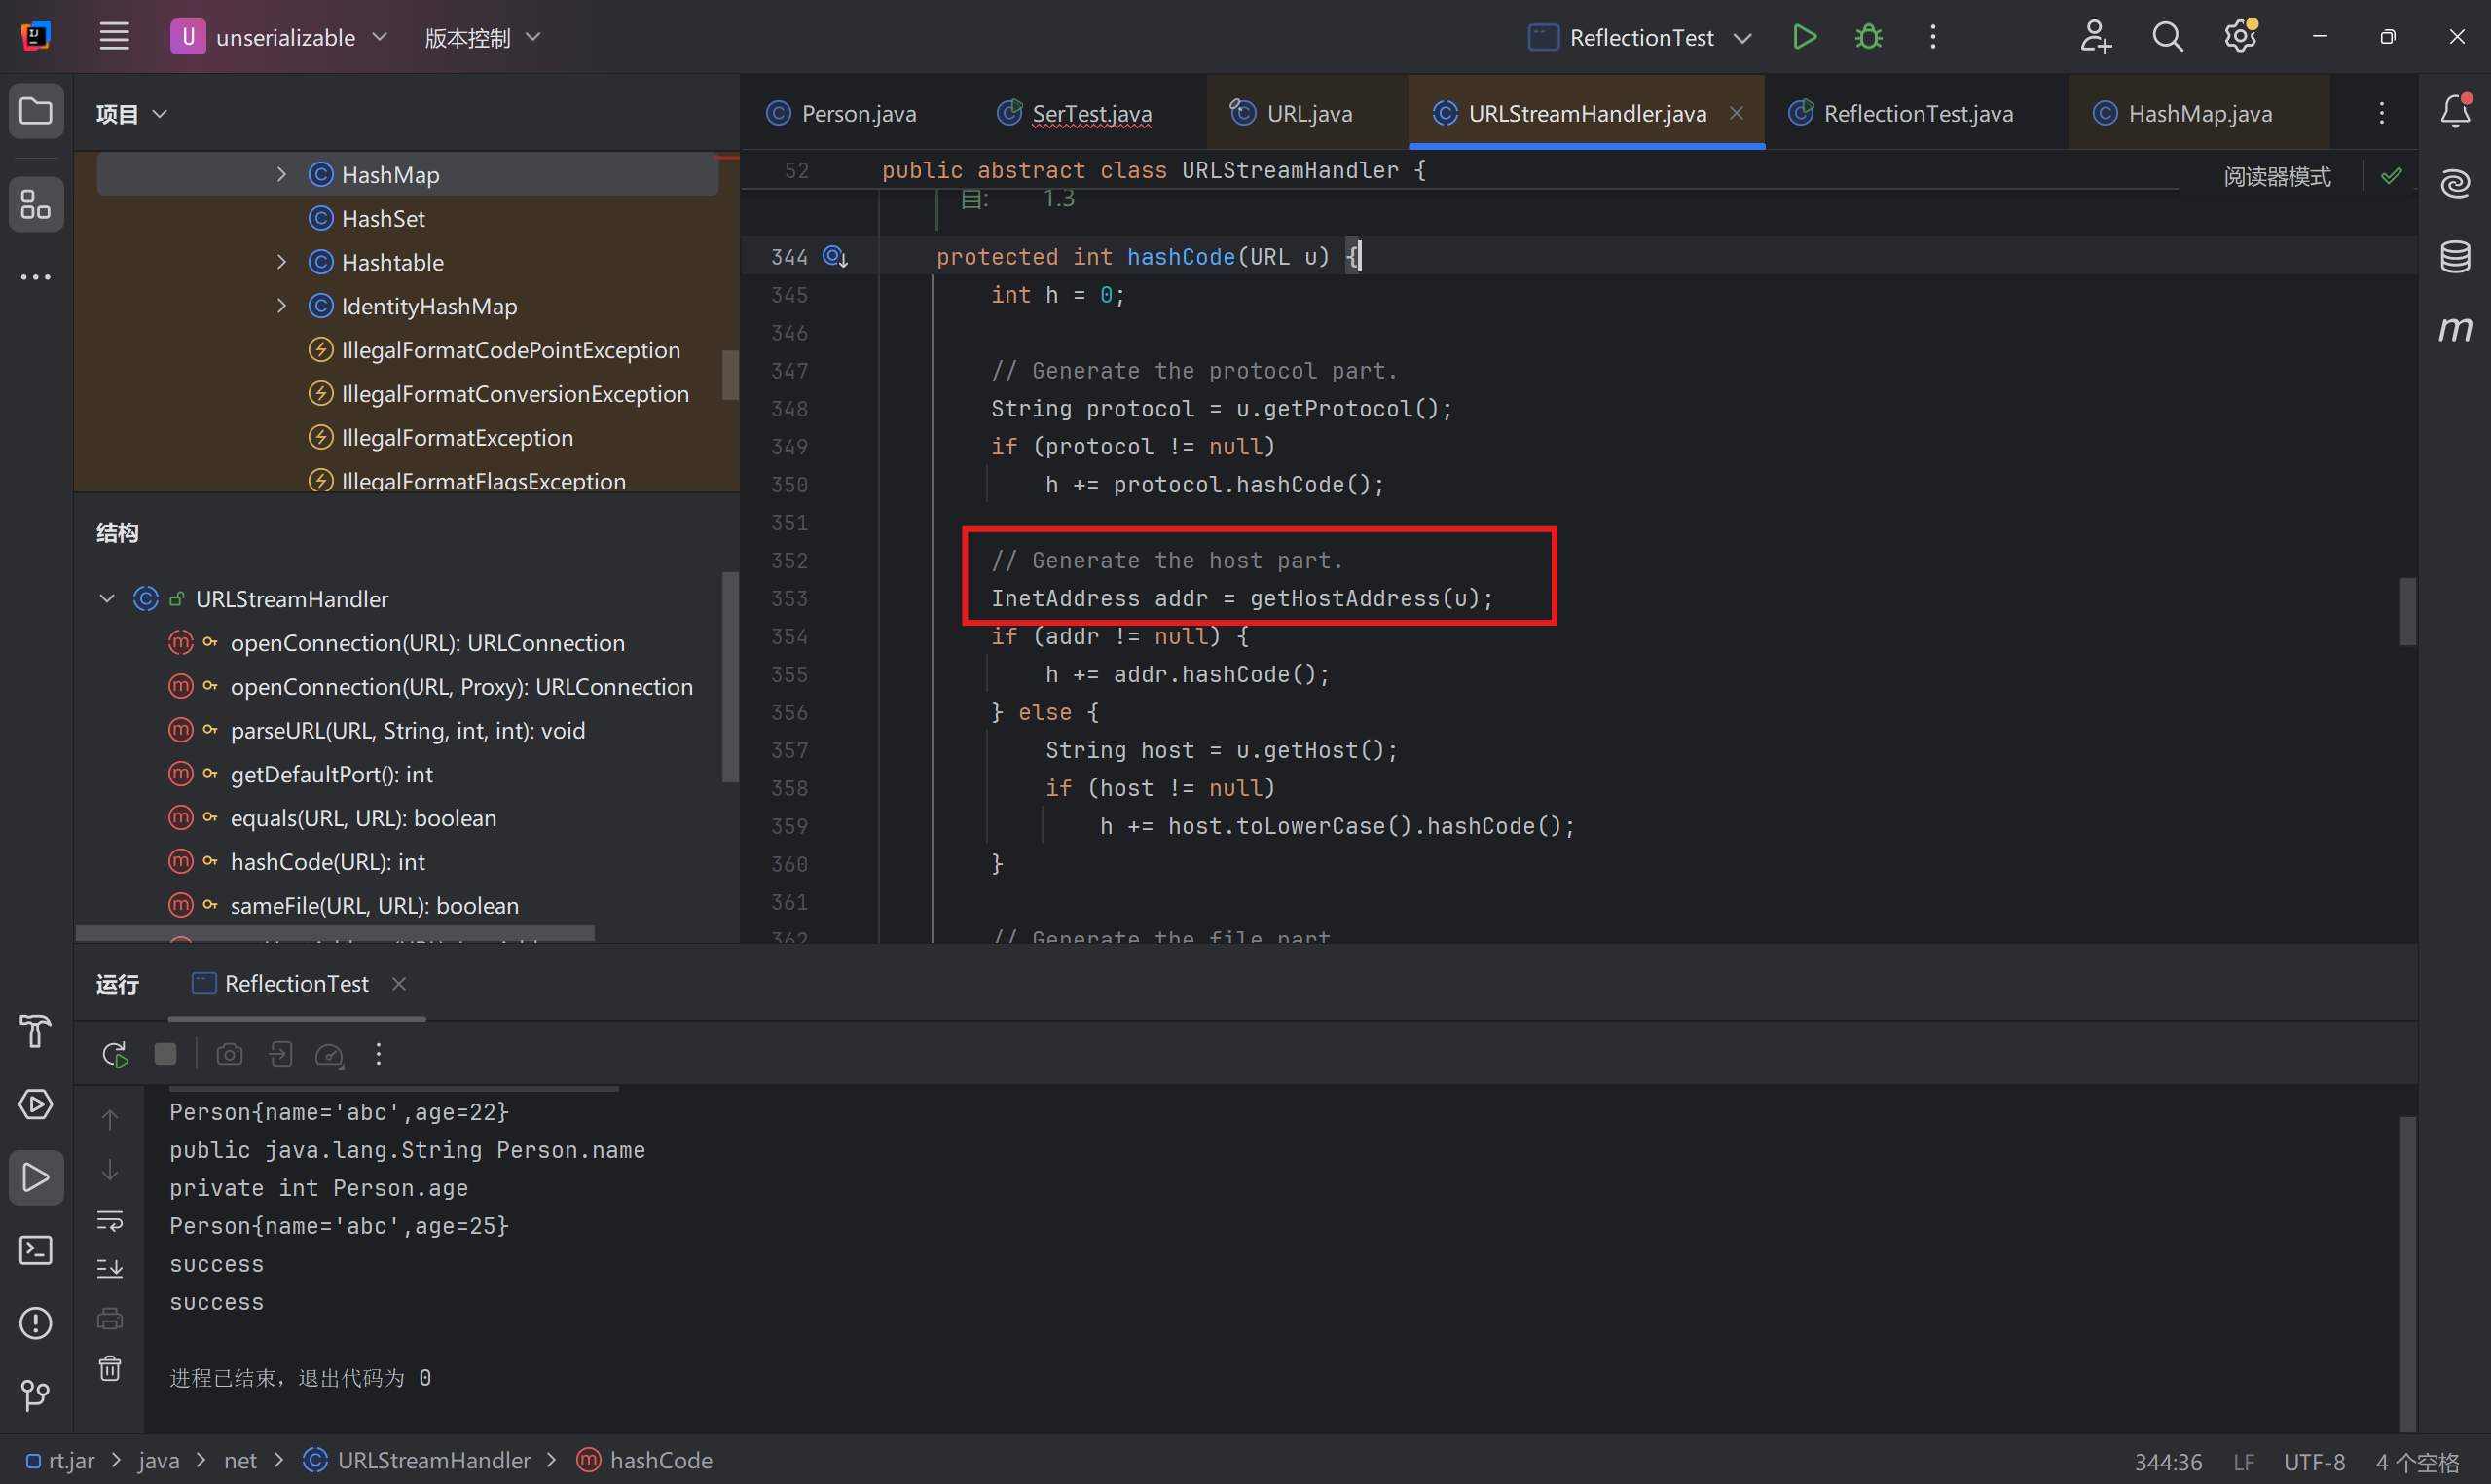 U unserializable 版本控制 ReflectionTest
项目
Person.java SerTest.java URL.java URLStreamHandler.java ReflectionTest.java HashMap.java
HashMap
HashSet
Hashtable
IdentityHashMap
IllegalFormatCodePointException
IllegalFormatConversionException
IllegalFormatException
IllegalFormatFlagsException
结构
URLStreamHandler
openConnection(URL): URLConnection
openConnection(URL, Proxy): URLConnection
parseURL(URL, String, int, int): void
getDefaultPort(): int
equals(URL, URL): boolean
hashCode(URL): int
sameFile(URL, URL): boolean
52 public abstract class URLStreamHandler {
阅读器模式
目: 1.3
344 protected int hashCode(URL u) {
345 int h = 0;
346
347 // Generate the protocol part.
348 String protocol = u.getProtocol();
349 if (protocol != null)
350 h += protocol.hashCode();
351
352 // Generate the host part.
353 InetAddress addr = getHostAddress(u);
354 if (addr != null) {
355 h += addr.hashCode();
356 } else {
357 String host = u.getHost();
358 if (host != null)
359 h += host.toLowerCase().hashCode();
360 }
361
362 // Generate the file part
运行 ReflectionTest
Person{name='abc',age=22}
public java.lang.String Person.name
private int Person.age
Person{name='abc',age=25}
success
success
进程已结束，退出代码为 0
rt.jar > java > net > URLStreamHandler > hashCode
344:36 LF UTF-8 4 个空格